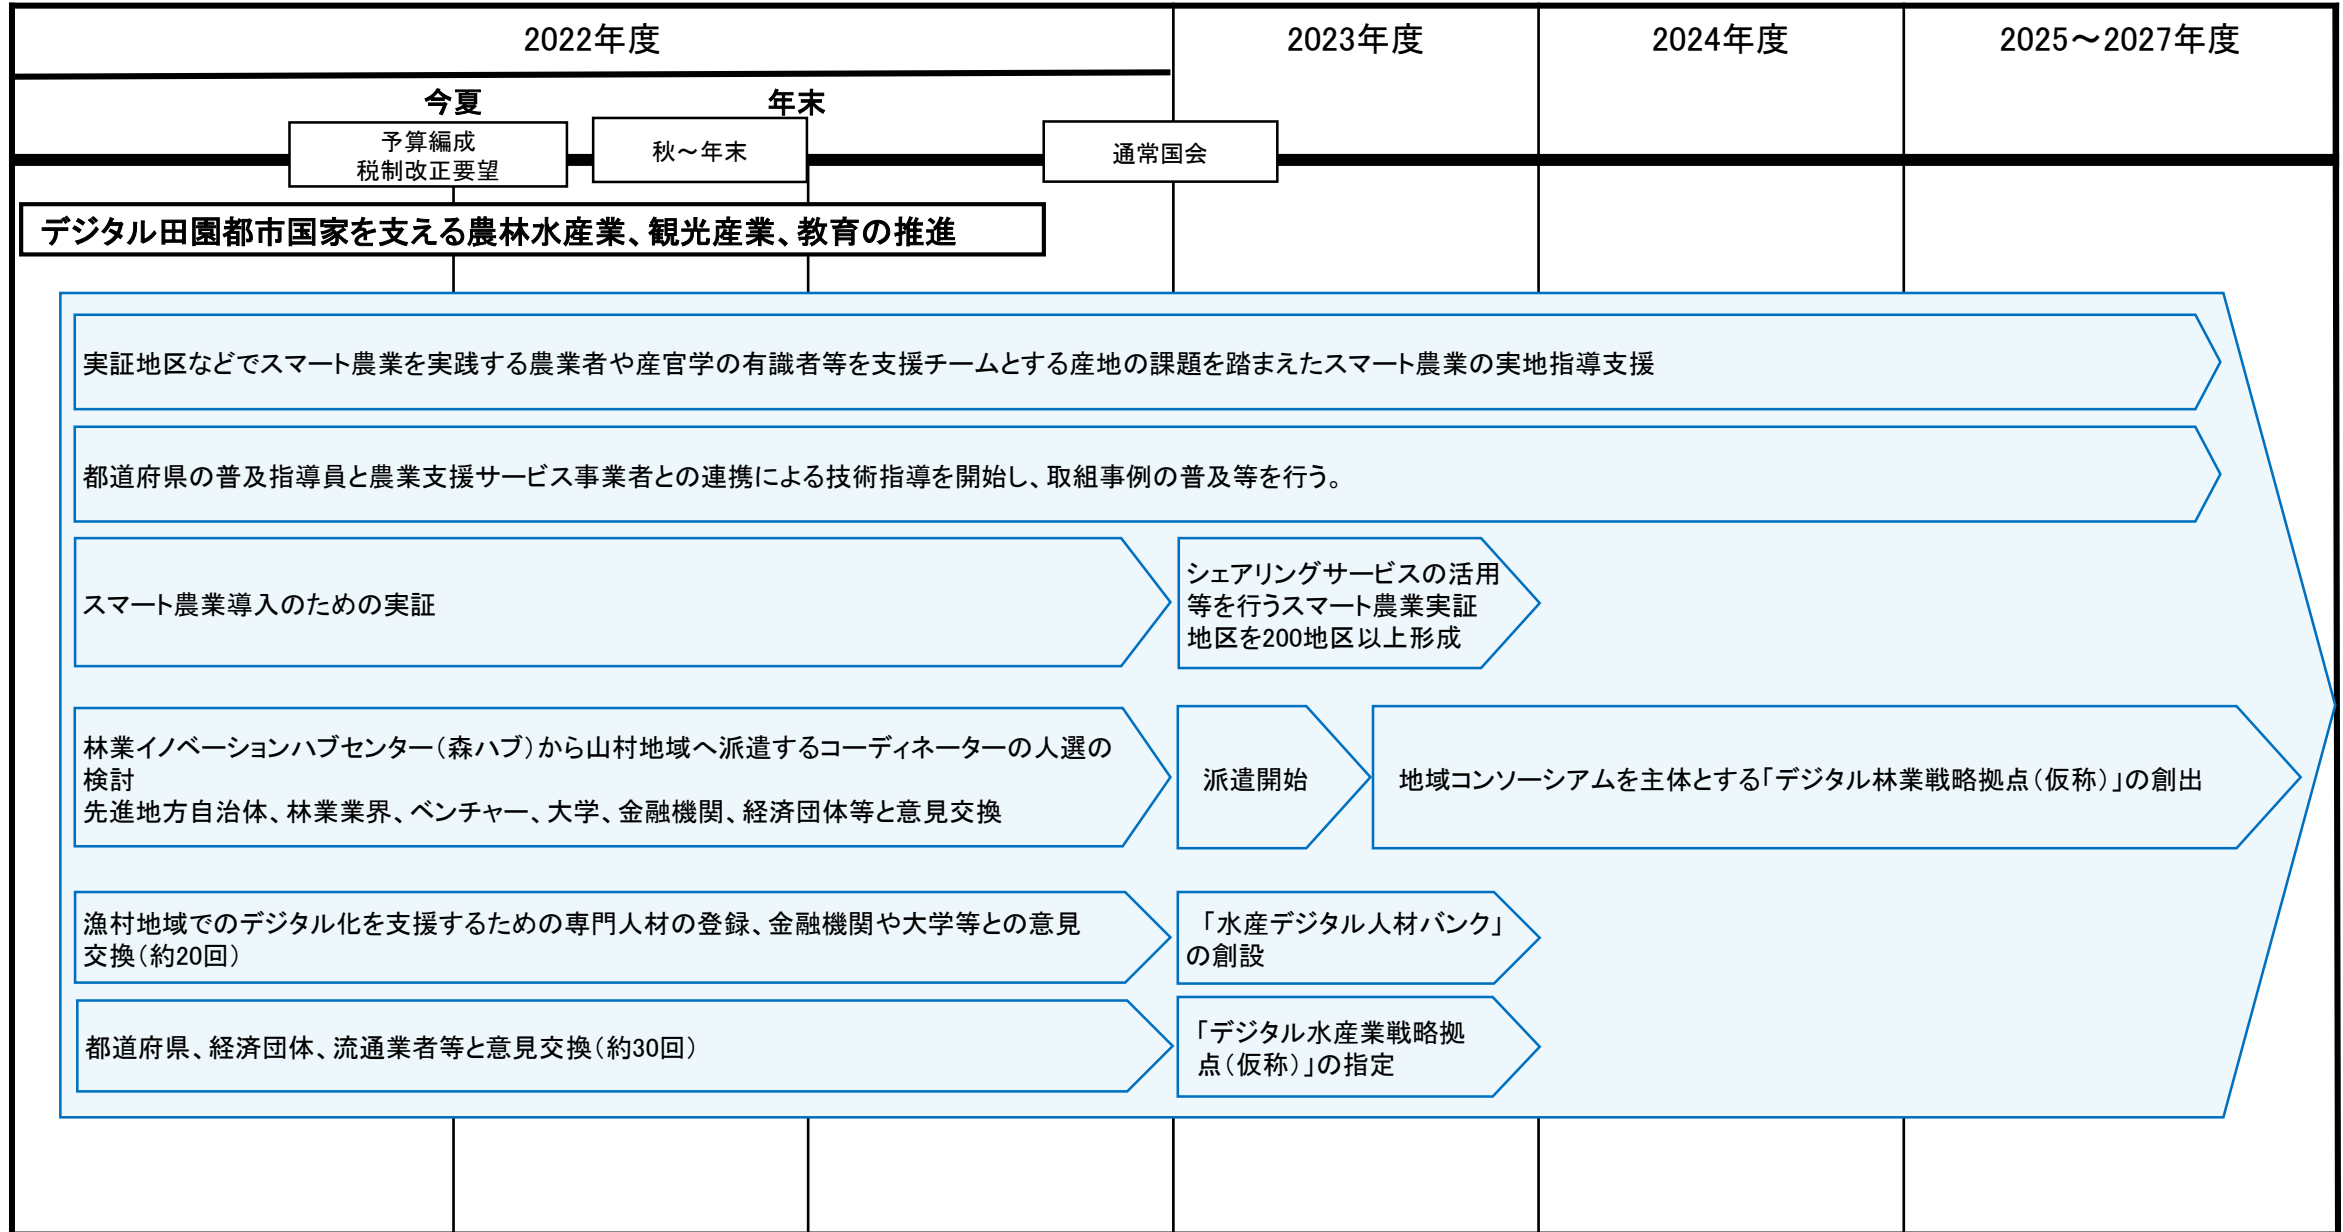 2022年度
2023年度
2024年度
2025～2027年度
今夏
年末
予算編成
税制改正要望
秋～年末
通常国会
デジタル田園都市国家を支える農林水産業、観光産業、教育の推進
実証地区などでスマート農業を実践する農業者や産官学の有識者等を支援チームとする産地の課題を踏まえたスマート農業の実地指導支援
都道府県の普及指導員と農業支援サービス事業者との連携による技術指導を開始し、取組事例の普及等を行う。
スマート農業導入のための実証
シェアリングサービスの活用
等を行うスマート農業実証
地区を200地区以上形成
林業イノベーションハブセンター（森ハブ）から山村地域へ派遣するコーディネーターの人選の
検討
先進地方自治体、林業業界、ベンチャー、大学、金融機関、経済団体等と意見交換
派遣開始
地域コンソーシアムを主体とする「デジタル林業戦略拠点（仮称）」の創出
漁村地域でのデジタル化を支援するための専門人材の登録、金融機関や大学等との意見
交換（約20回）
「水産デジタル人材バンク」
の創設
都道府県、経済団体、流通業者等と意見交換（約30回）
「デジタル水産業戦略拠
点（仮称）」の指定